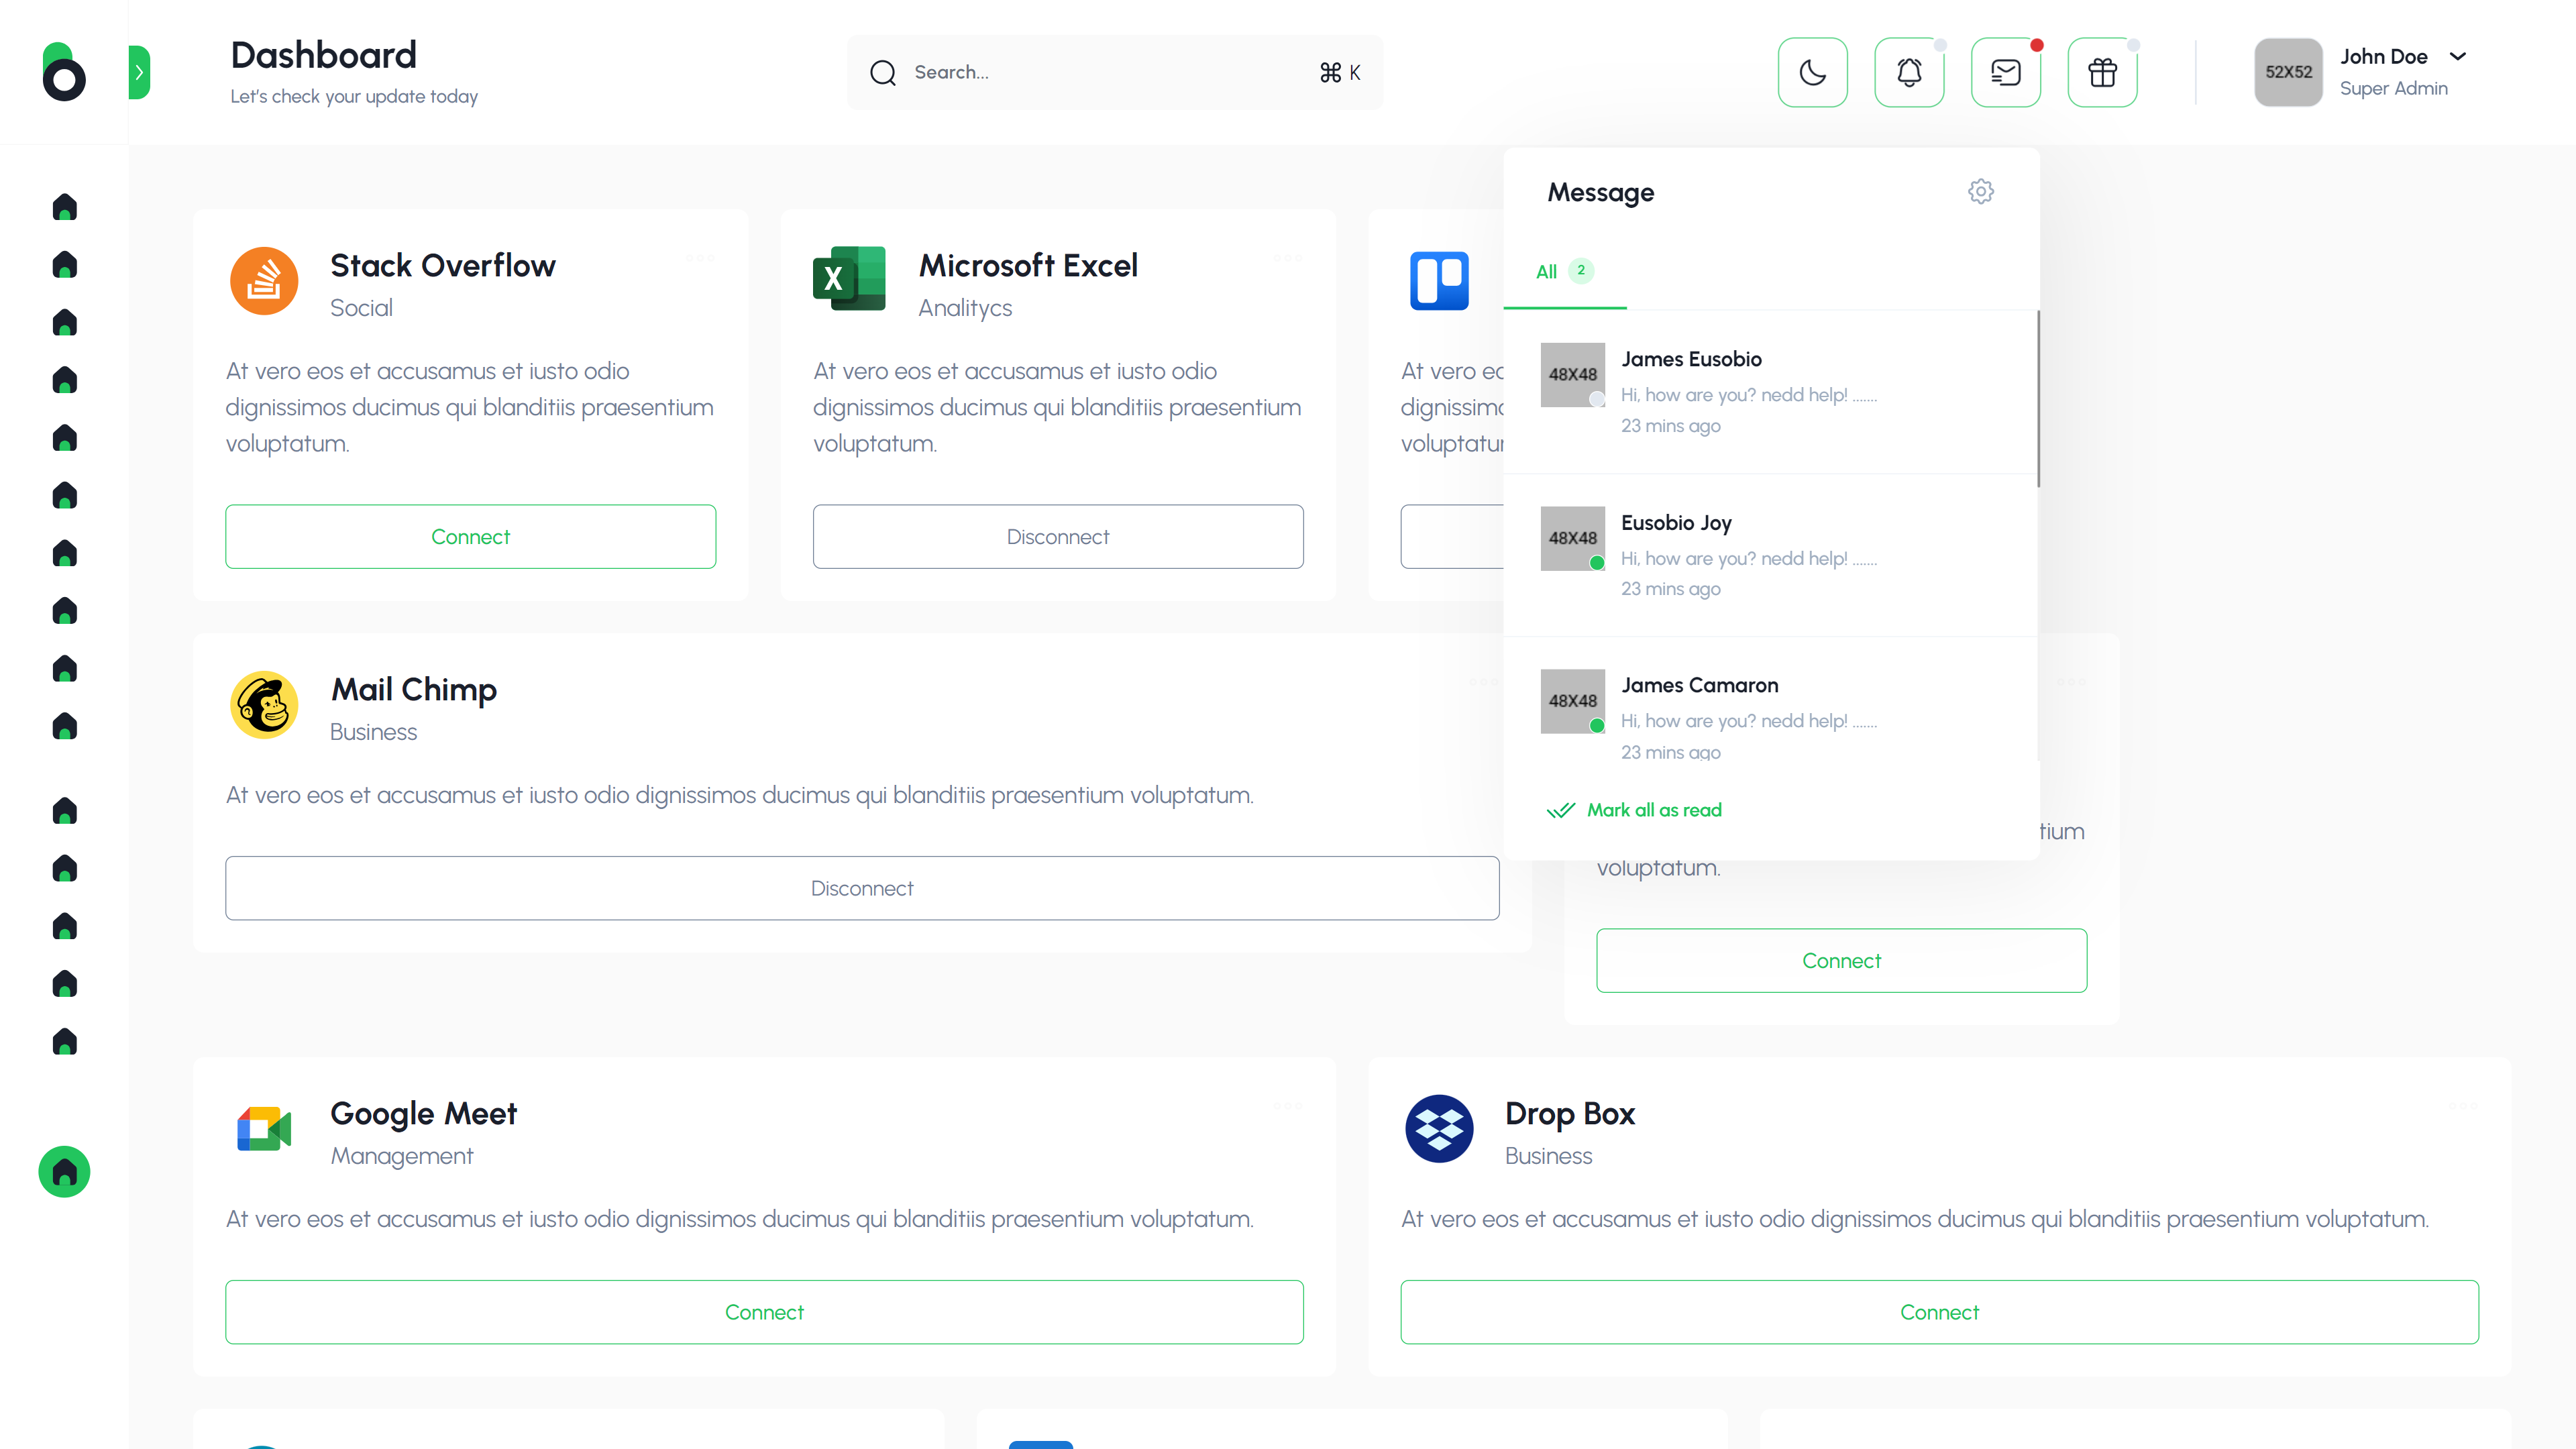 Dashboard
Let's check your update today
Search...
⌘ K
52X52
John Doe
Super Admin
Stack Overflow
Social
At vero eos et accusamus et iusto odio
dignissimos ducimus qui blanditiis praesentium
voluptatum.
Connect
Microsoft Excel
Analitycs
At vero eos et accusamus et iusto odio
dignissimos ducimus qui blanditiis praesentium
voluptatum.
Disconnect
At vero
Message
All 2
48X48
James Eusobio
Hi, how are you? nedd help! .......
23 mins ago
48X48
Eusobio Joy
Hi, how are you? nedd help! .......
23 mins ago
48X48
James Camaron
Hi, how are you? nedd help! .......
23 mins ago
Mark all as read
Mail Chimp
Business
At vero eos et accusamus et iusto odio dignissimos ducimus qui blanditiis praesentium voluptatum.
Disconnect
tium
voluptatum.
Connect
Google Meet
Management
At vero eos et accusamus et iusto odio dignissimos ducimus qui blanditiis praesentium voluptatum.
Connect
Drop Box
Business
At vero eos et accusamus et iusto odio dignissimos ducimus qui blanditiis praesentium voluptatum.
Connect